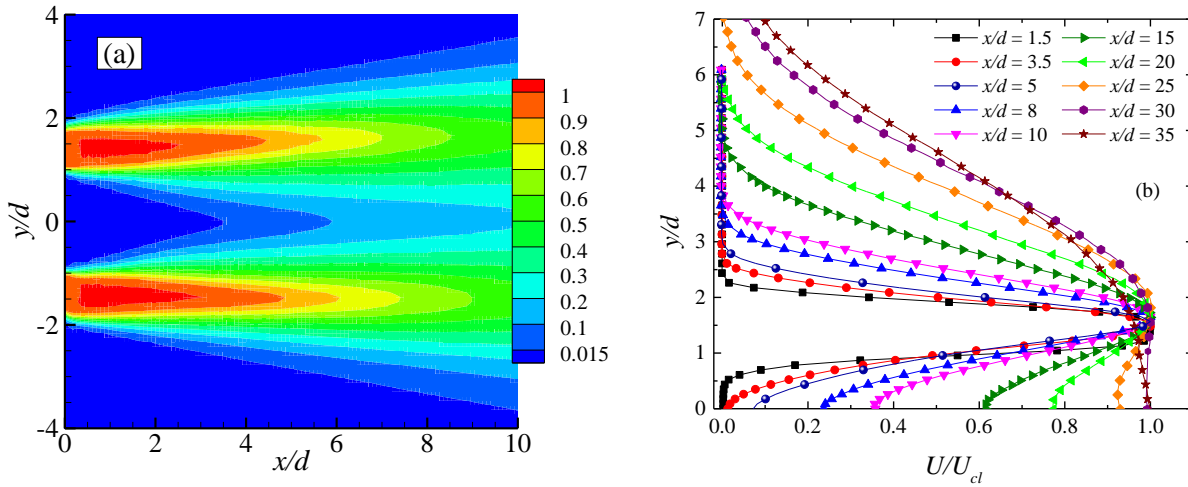 (a)
4
2
0
-2
-4
y/d
0
2
4
6
8
10
x/d
1
0.9
0.8
0.7
0.6
0.5
0.4
0.3
0.2
0.1
0.015
7
6
5
4
3
2
1
0
y/d
x/d = 1.5
x/d = 3.5
x/d = 5
x/d = 8
x/d = 10
x/d = 15
x/d = 20
x/d = 25
x/d = 30
x/d = 35
(b)
0.0
0.2
0.4
0.6
0.8
1.0
U/U_cl